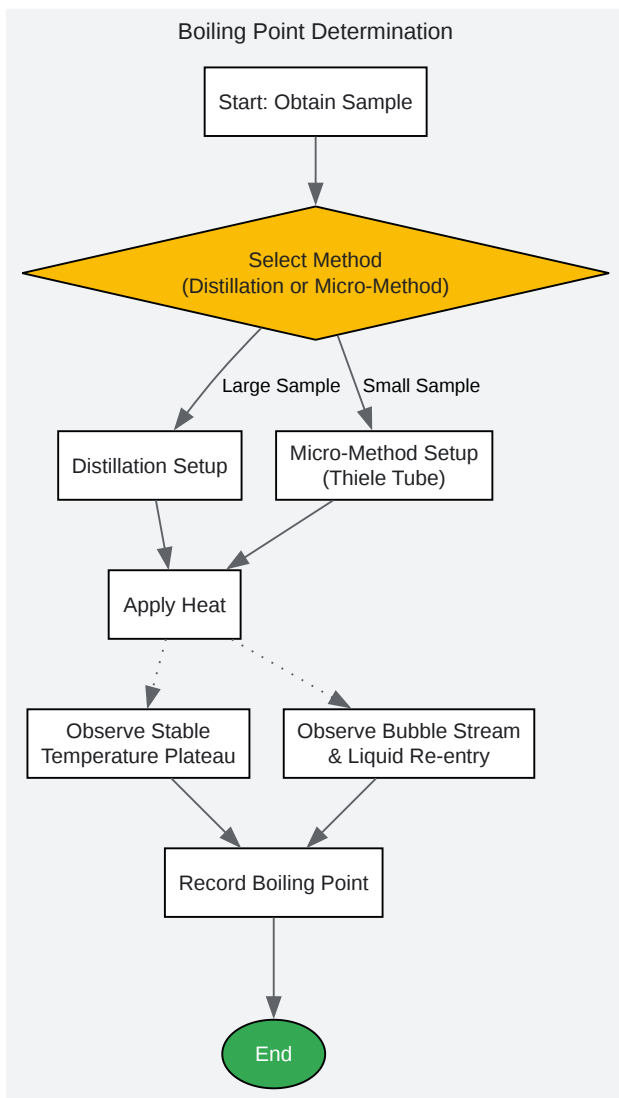 Boiling Point Determination
Start: Obtain Sample
Select Method
(Distillation or Micro-Method)
Large Sample
Small Sample
Distillation Setup
Micro-Method Setup
(Thiele Tube)
Apply Heat
Observe Stable
Temperature Plateau
Observe Bubble Stream
& Liquid Re-entry
Record Boiling Point
End